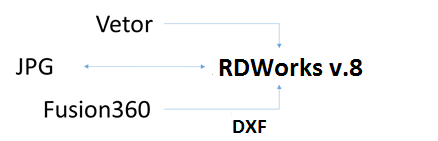 Vetor
JPG
RDWorks v.8
Fusion360
DXF